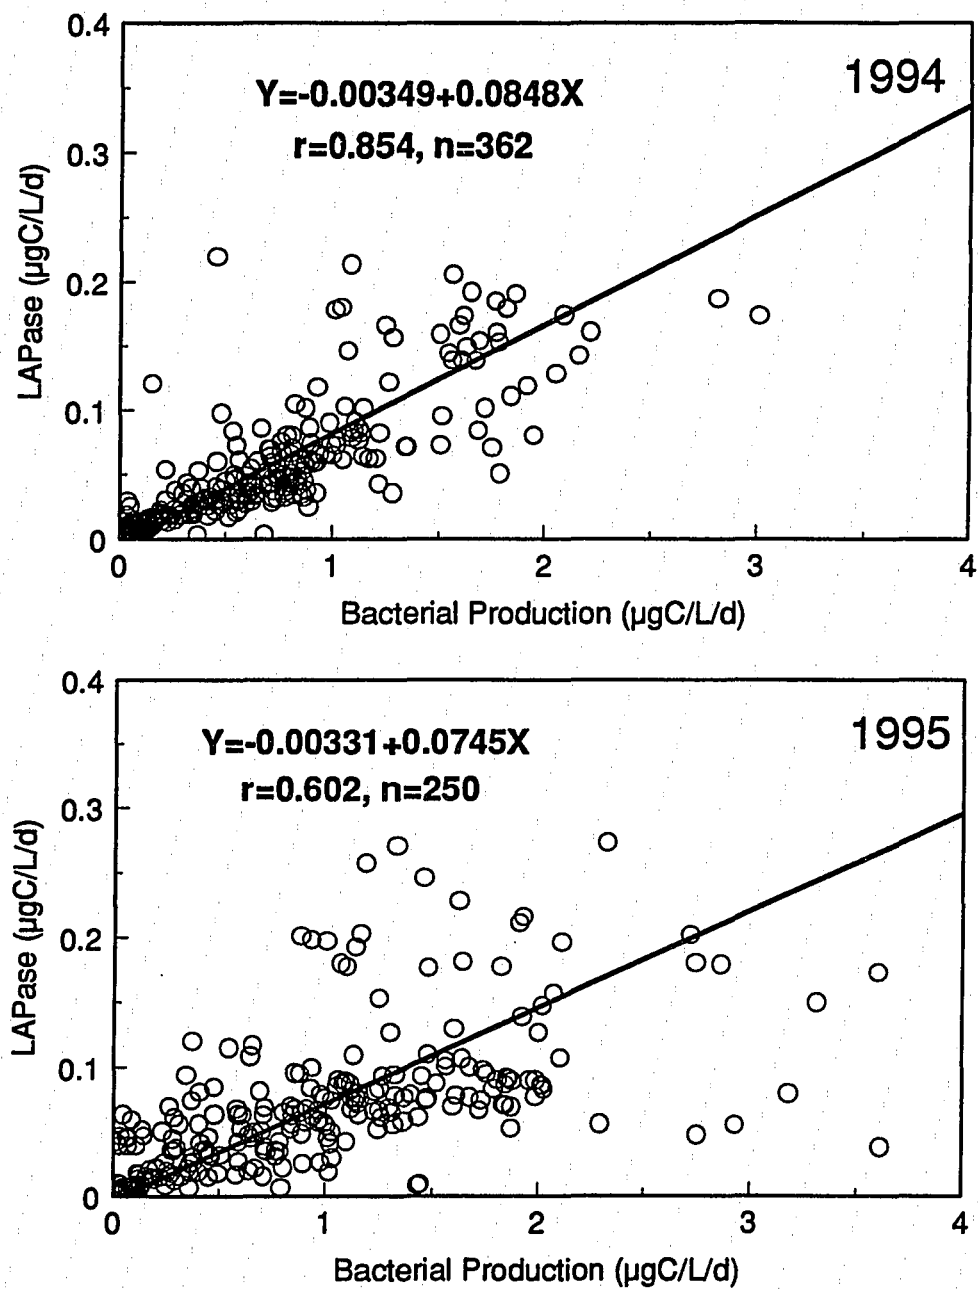 0.4
1994
Y=-0.00349+0.0848X
r=0.854, n=362
0.3
LAPase (µgC/L/d)
0.2
0.1
0
0 1 2 3 4
Bacterial Production (µgC/L/d)
0.4
1995
Y=-0.00331+0.0745X
r=0.602, n=250
0.3
LAPase (µgC/L/d)
0.2
0.1
0
0 1 2 3 4
Bacterial Production (µgC/L/d)